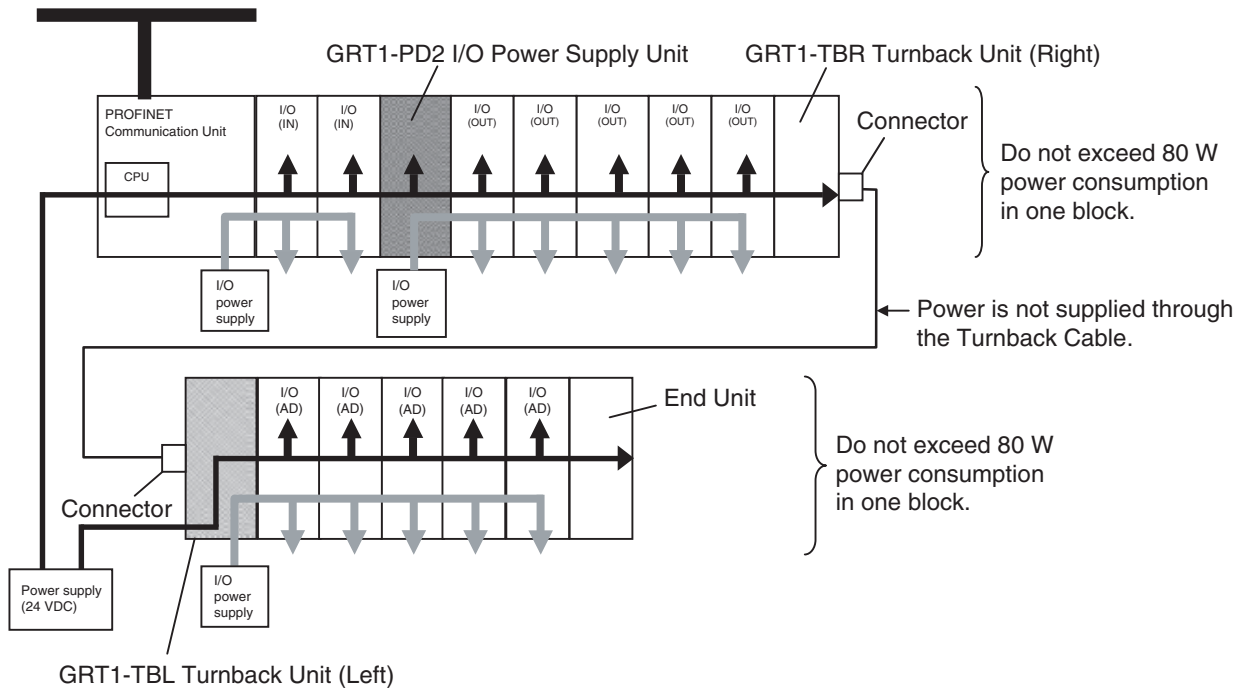 GRT1-PD2 I/O Power Supply Unit
GRT1-TBR Turnback Unit (Right)
PROFINET
Communication Unit
CPU
I/O
(IN)
I/O
(IN)
I/O
(OUT)
I/O
(OUT)
I/O
(OUT)
I/O
(OUT)
I/O
(OUT)
Connector
Do not exceed 80 W
power consumption
in one block.
I/O
power
supply
I/O
power
supply
Power is not supplied through
the Turnback Cable.
I/O
(AD)
I/O
(AD)
I/O
(AD)
I/O
(AD)
I/O
(AD)
End Unit
Do not exceed 80 W
power consumption
in one block.
Connector
Power supply
(24 VDC)
I/O
power
supply
GRT1-TBL Turnback Unit (Left)